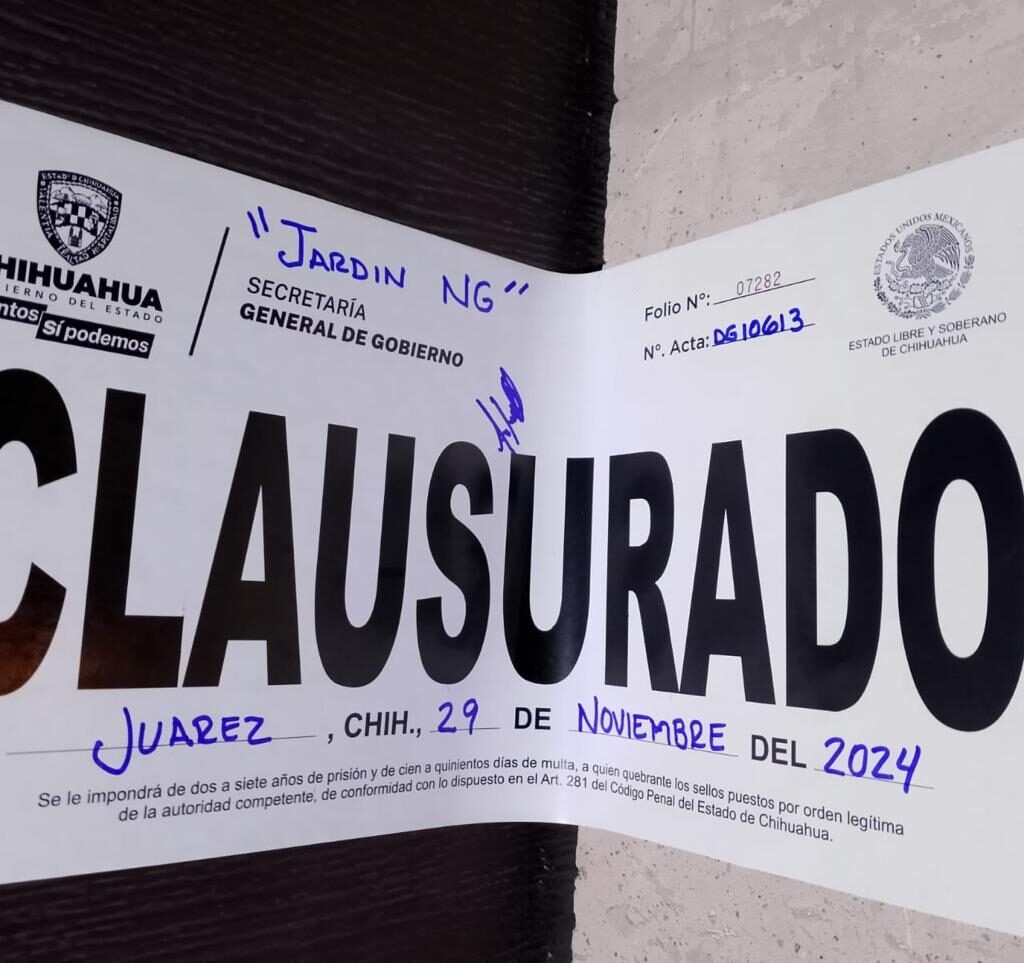 "JARDIN NG"
HIHUAHUA
IERNO DEL ESTADO
ntos
Sí podemos
SECRETARÍA
GENERAL DE GOBIERNO
Folio N°: 07282
N°. Acta: DG10613
ESTADOS UNIDOS MEXICANOS
ESTADO LIBRE Y SOBERANO
DE CHIHUAHUA
CLAUSURADO
JUAREZ, CHIH., 29 DE NOVIEMBRE DEL 2024
Se le impondrá de dos a siete años de prisión y de cien a quinientos días de multa, a quien quebrante los sellos puestos por orden legítima
de la autoridad competente, de conformidad con lo dispuesto en el Art. 281 del Código Penal del Estado de Chihuahua.